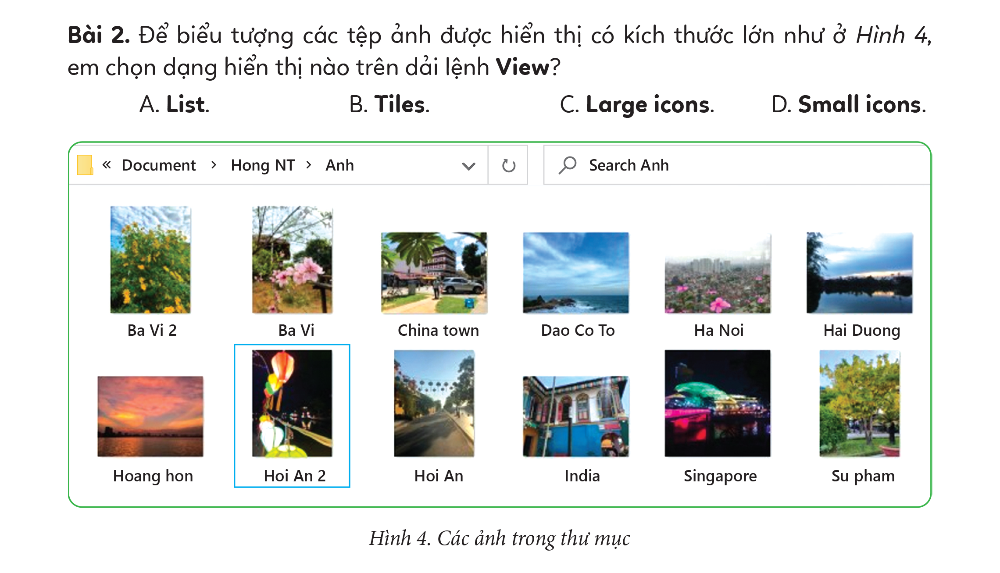 Bài 2. Để biểu tượng các tệp ảnh được hiển thị có kích thước lớn như ở Hình 4,
em chọn dạng hiển thị nào trên dải lệnh View?
A. List. B. Tiles. C. Large icons. D. Small icons.
« Document › Hong NT › Anh Search Anh
Ba Vi 2 Ba Vi China town Dao Co To Ha Noi Hai Duong
Hoang hon Hoi An 2 Hoi An India Singapore Su pham
Hình 4. Các ảnh trong thư mục